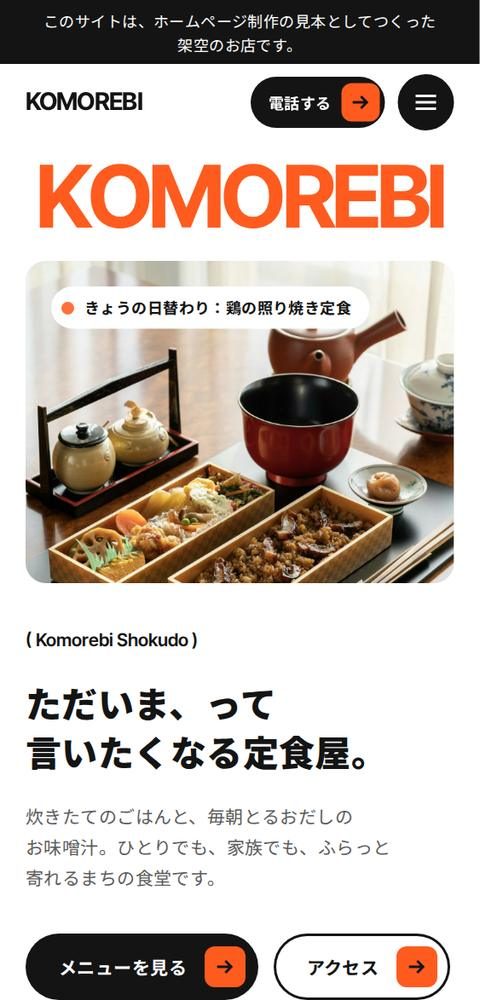 このサイトは、ホームページ制作の見本としてつくった
架空のお店です。
KOMOREBI
電話する
KOMOREBI
きょうの日替わり：鶏の照り焼き定食
( Komorebi Shokudo )
ただいま、って
言いたくなる定食屋。
炊きたてのごはんと、毎朝とるおだしの
お味噌汁。ひとりでも、家族でも、ふらっと
寄れるまちの食堂です。
メニューを見る
アクセス